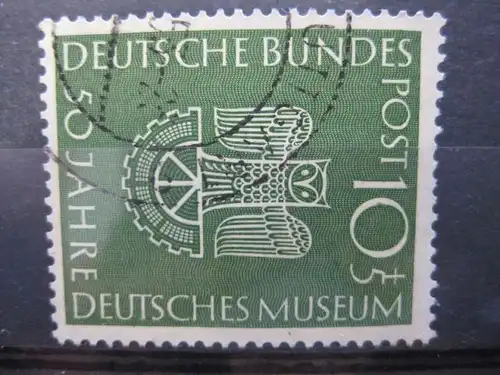 DEUTSCHE BUNDES
POST 10 ₰
50 JAHRE
DEUTSCHES MUSEUM